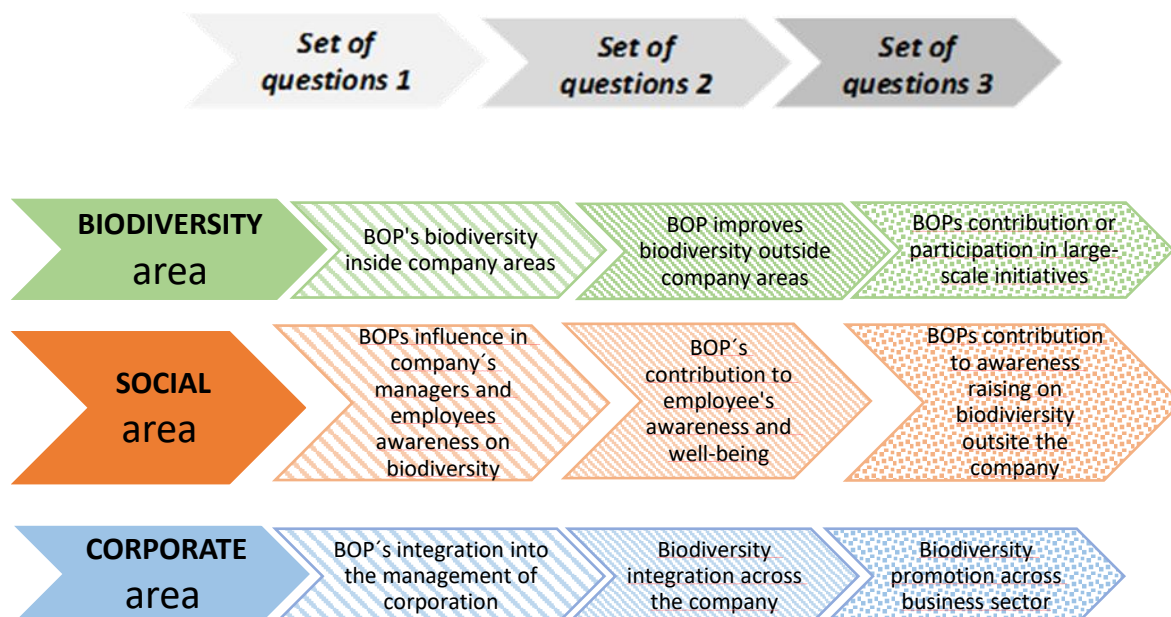 Set of
questions 1
Set of
questions 2
Set of
questions 3
BIODIVERSITY
area
BOP's biodiversity
inside company areas
BOP improves
biodiversity outside
company areas
BOPs contribution or
participation in large-
scale initiatives
SOCIAL
area
BOPs influence in
company´s
managers and
employees
awareness on
biodiversity
BOP´s
contribution to
employee's
awareness and
well-being
BOPs contribution
to awareness
raising on
biodiviersity
outsite the
company
CORPORATE
area
BOP´s integration into
the management of
corporation
Biodiversity
integration across
the company
Biodiversity
promotion across
business sector